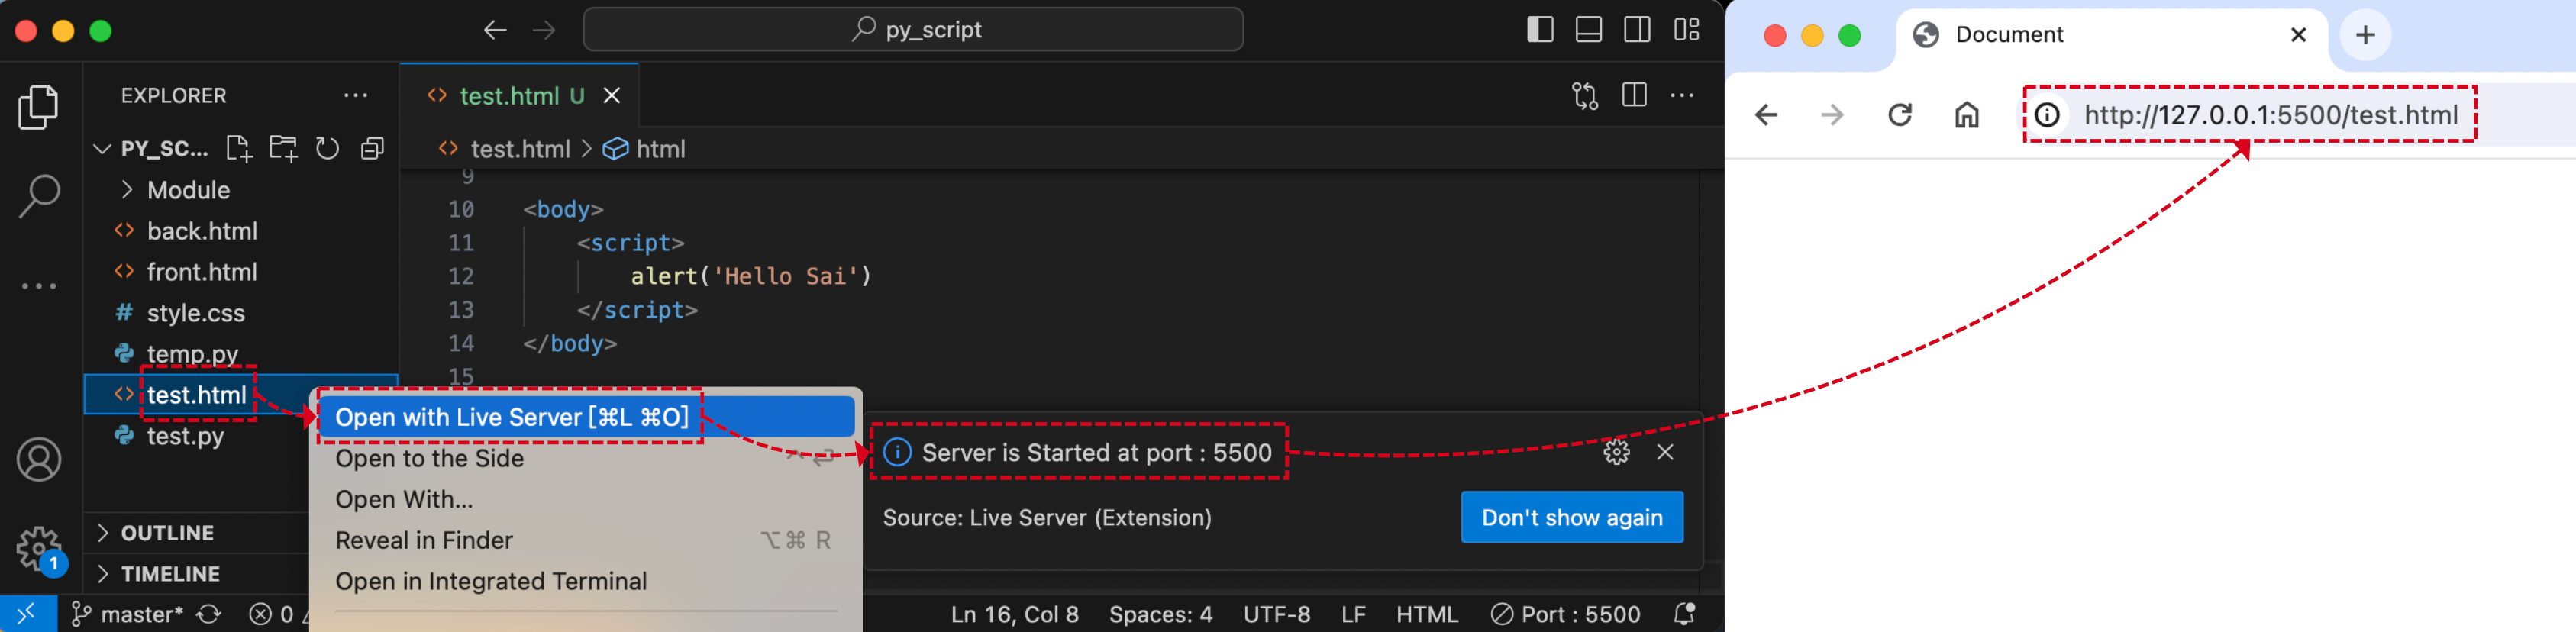 py_script
EXPLORER
PY_SC...
Module
back.html
front.html
style.css
temp.py
test.html
test.py
OUTLINE
TIMELINE
1
master*
0
test.html U
test.html > html
9
10 <body>
11 <script>
12 alert('Hello Sai')
13 </script>
14 </body>
15
Open with Live Server [⌘L ⌘O]
Open to the Side ^↩
Open With...
Reveal in Finder ⌥⌘ R
Open in Integrated Terminal
Server is Started at port : 5500
Source: Live Server (Extension)
Don't show again
Ln 16, Col 8 Spaces: 4 UTF-8 LF HTML Port : 5500
Document
http://127.0.0.1:5500/test.html